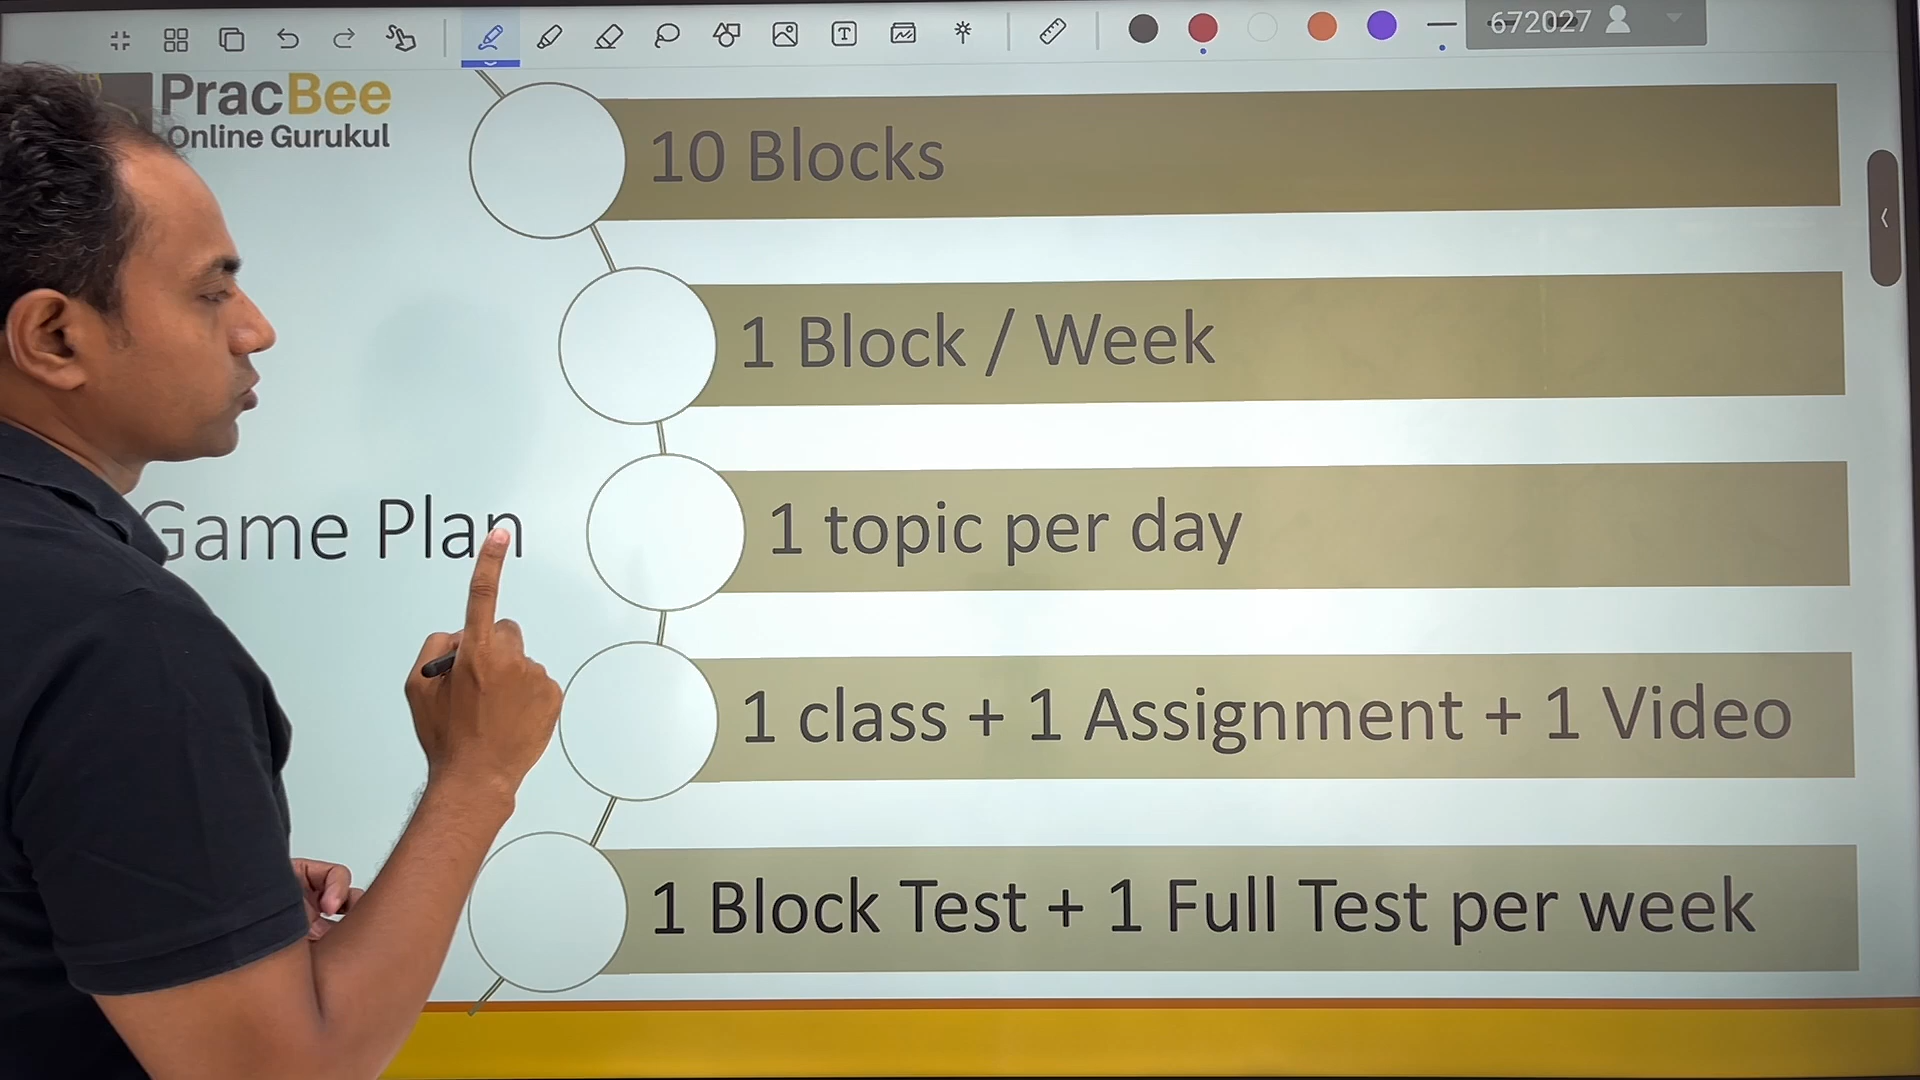 672027
PracBee
Online Gurukul
10 Blocks
1 Block / Week
1 topic per day
Game Plan
1 class + 1 Assignment + 1 Video
1 Block Test + 1 Full Test per week